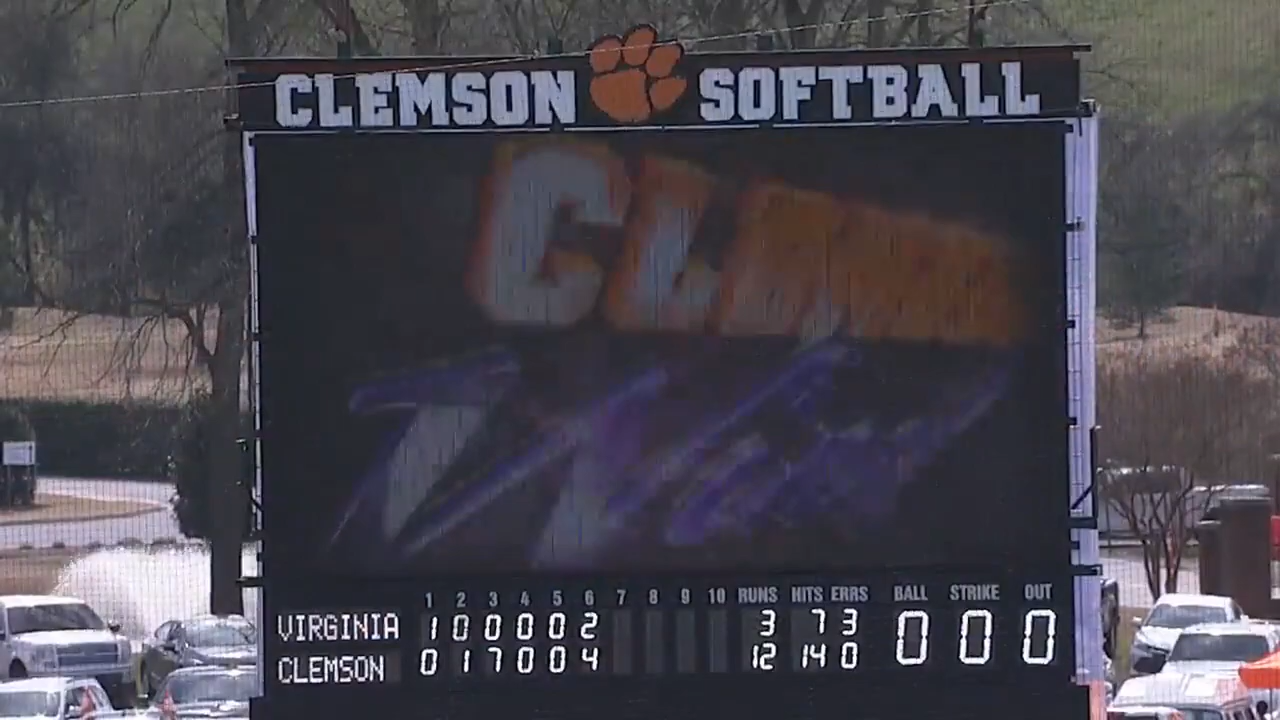 CLEMSON SOFTBALL
CL
1 2 3 4 5 6 7 8 9 10 RUNS HITS ERRS BALL STRIKE OUT
VIRGINIA 1 0 0 0 0 2 3 7 3 0 0 0
CLEMSON 0 1 7 0 0 4 12 14 0